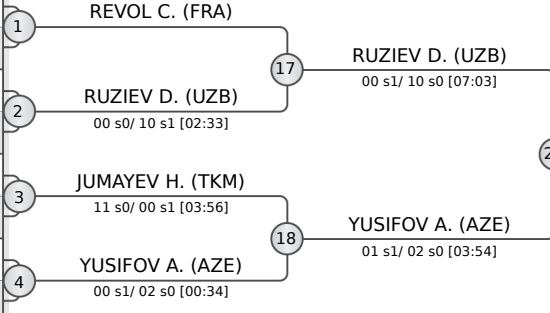 REVOL C. (FRA)
1
17
RUZIEV D. (UZB)
00 s1/ 10 s0 [07:03]
RUZIEV D. (UZB)
2
00 s0/ 10 s1 [02:33]
JUMAYEV H. (TKM)
3
11 s0/ 00 s1 [03:56]
18
YUSIFOV A. (AZE)
01 s1/ 02 s0 [03:54]
YUSIFOV A. (AZE)
4
00 s1/ 02 s0 [00:34]